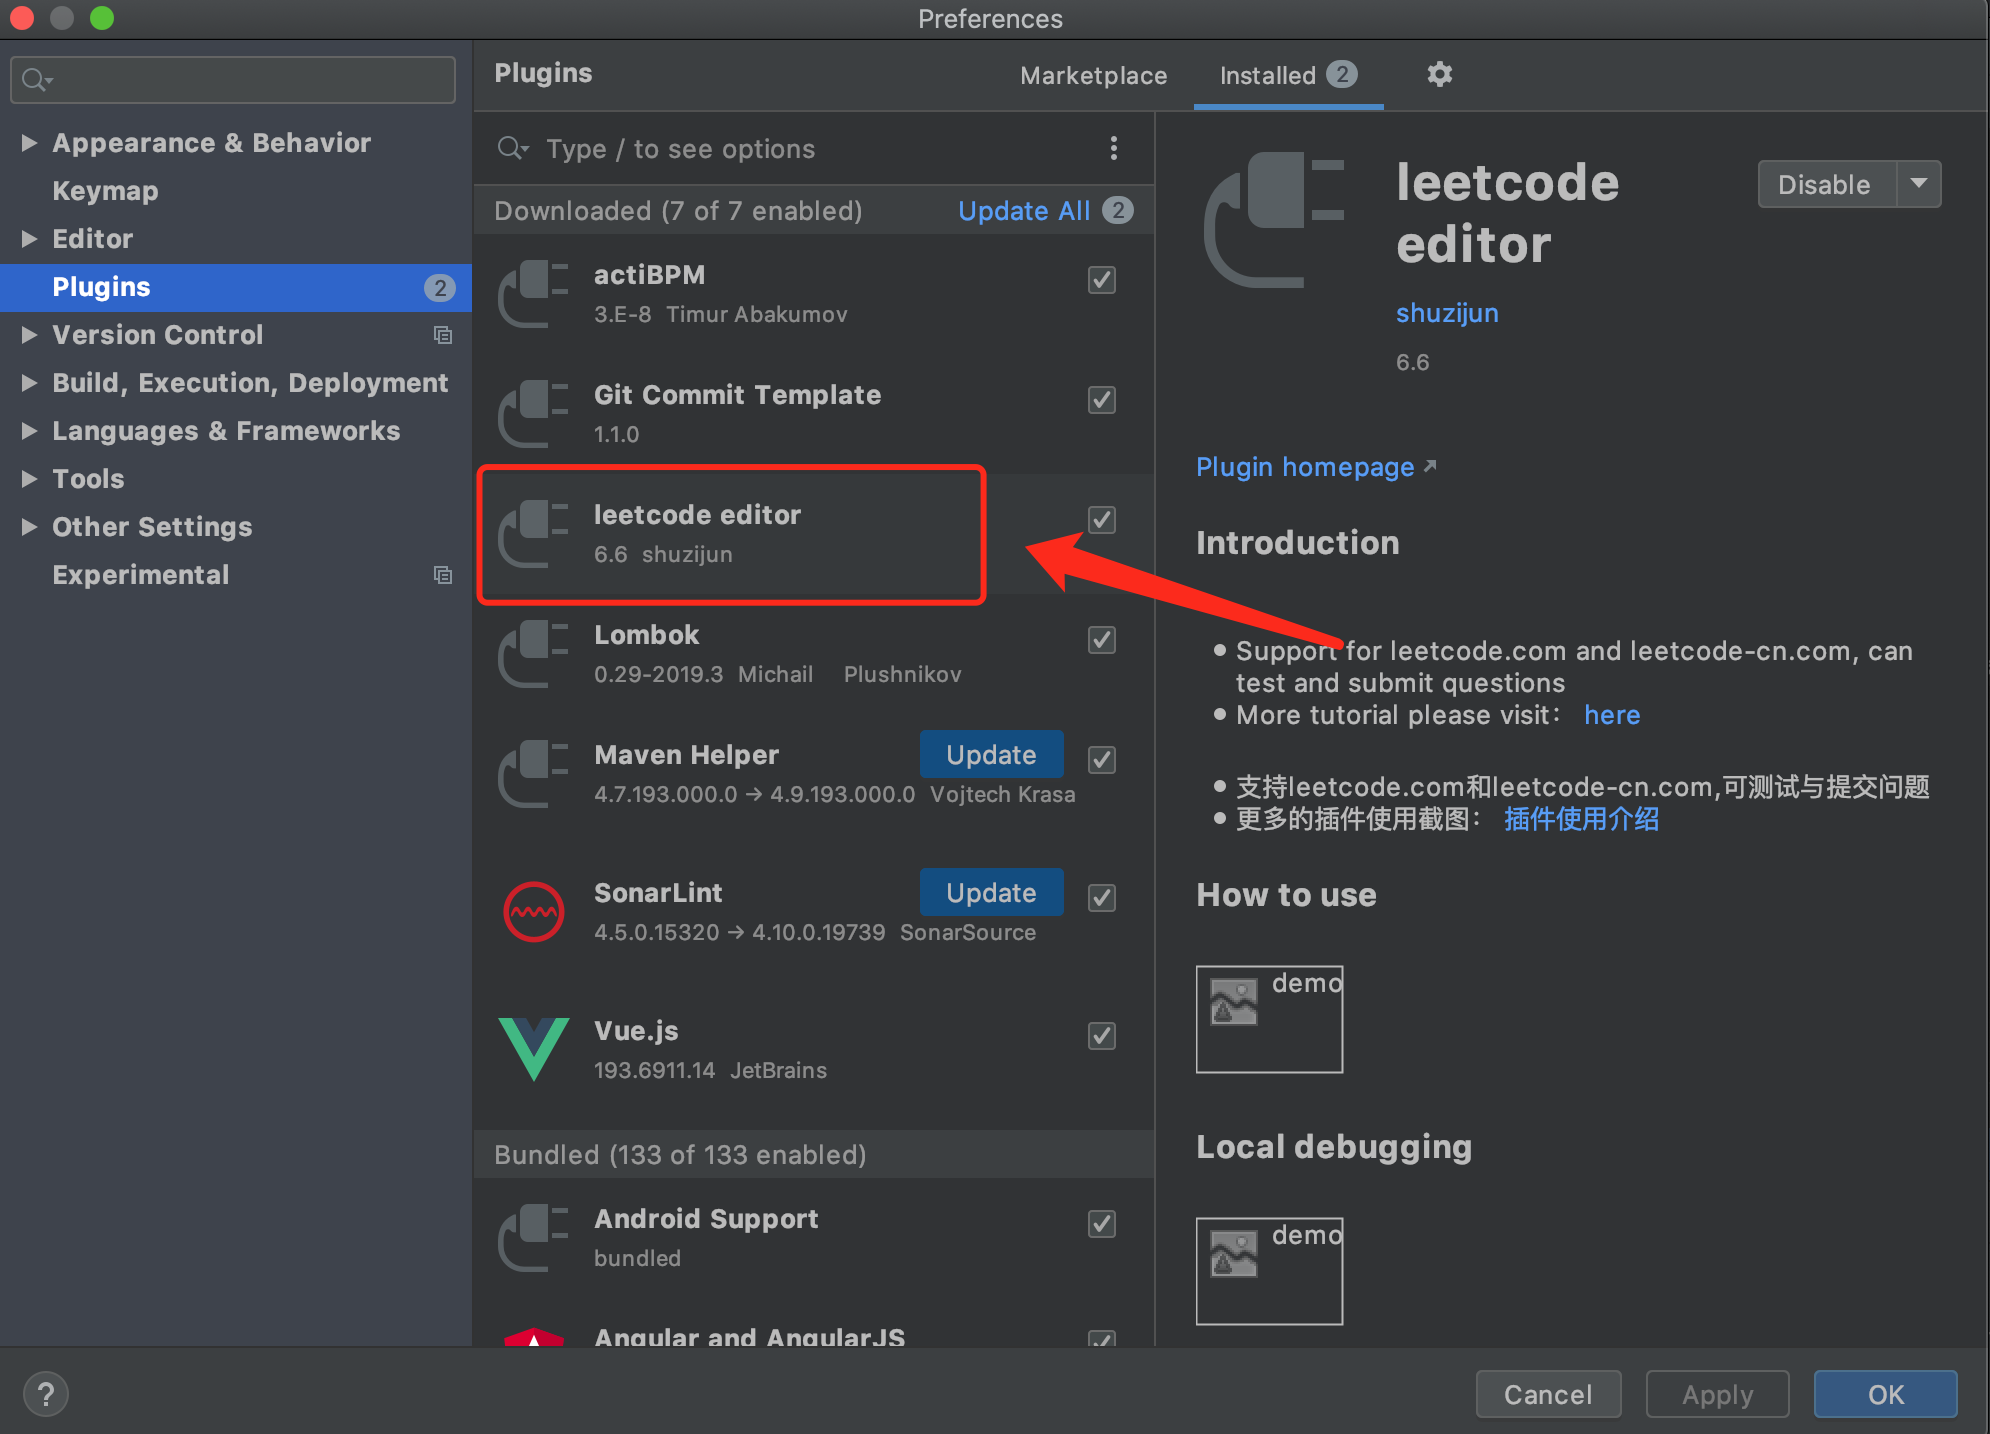 Preferences
Appearance & Behavior
Keymap
Editor
Plugins 2
Version Control
Build, Execution, Deployment
Languages & Frameworks
Tools
Other Settings
Experimental
Plugins
Marketplace
Installed 2
Type / to see options
Downloaded (7 of 7 enabled)
Update All 2
actiBPM
3.E-8 Timur Abakumov
Git Commit Template
1.1.0
leetcode editor
6.6 shuzijun
Lombok
0.29-2019.3 Michail Plushnikov
Maven Helper
Update
4.7.193.000.0 → 4.9.193.000.0 Vojtech Krasa
SonarLint
Update
4.5.0.15320 → 4.10.0.19739 SonarSource
Vue.js
193.6911.14 JetBrains
Bundled (133 of 133 enabled)
Android Support
bundled
Angular and AngularJS
leetcode
editor
Disable
shuzijun
6.6
Plugin homepage ↗
Introduction
• Support for leetcode.com and leetcode-cn.com, can
test and submit questions
• More tutorial please visit: here
• 支持leetcode.com和leetcode-cn.com,可测试与提交问题
• 更多的插件使用截图： 插件使用介绍
How to use
demo
Local debugging
demo
?
Cancel
Apply
OK